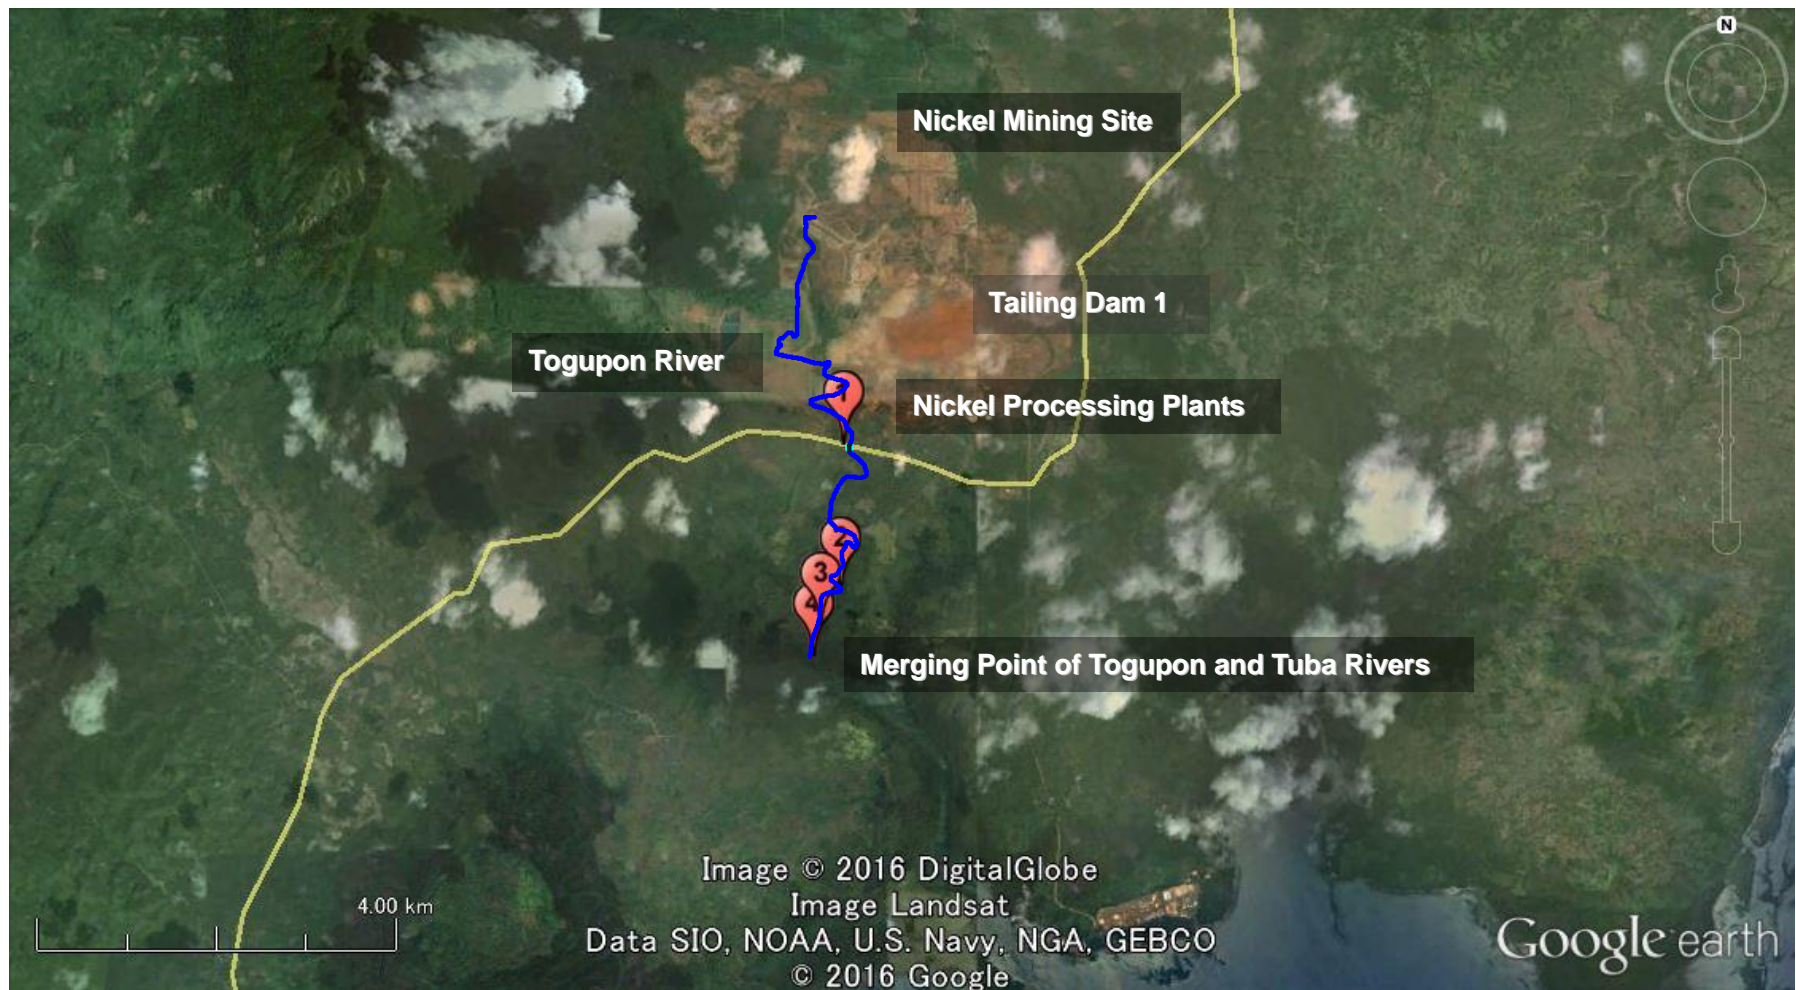 N
Nickel Mining Site
Tailing Dam 1
Togupon River
1
Nickel Processing Plants
2
3
4
Merging Point of Togupon and Tuba Rivers
Image © 2016 DigitalGlobe
4.00 km
Image Landsat
Data SIO, NOAA, U.S. Navy, NGA, GEBCO
Google earth
© 2016 Google